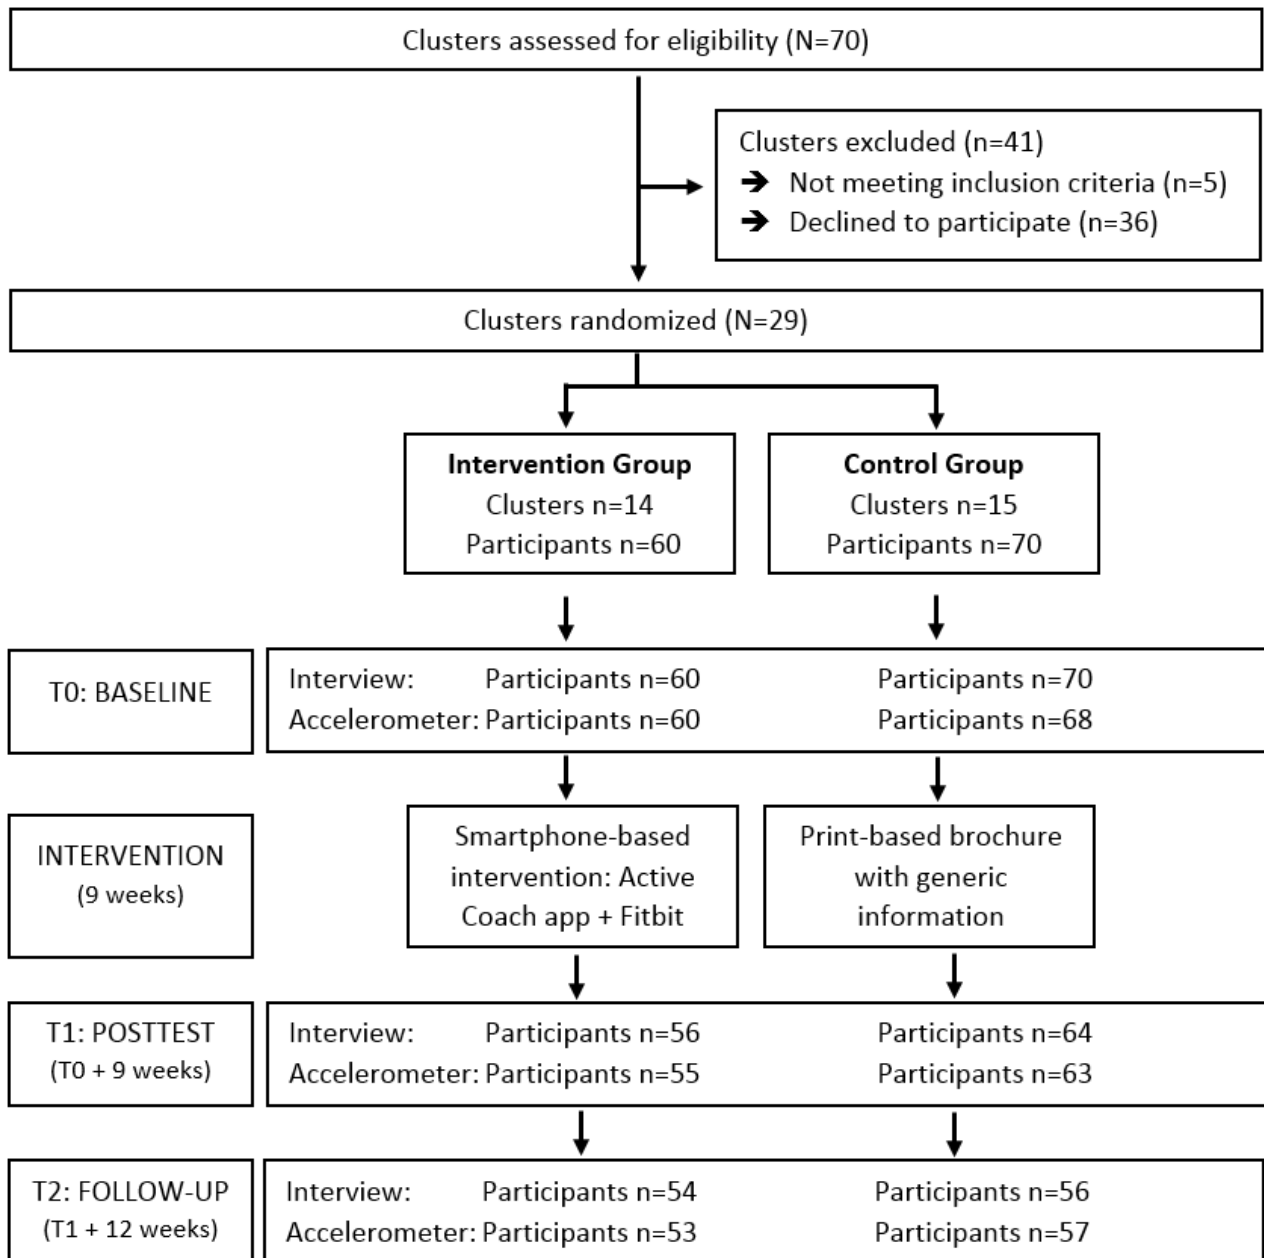 Clusters assessed for eligibility (N=70)
Clusters excluded (n=41)
➔ Not meeting inclusion criteria (n=5)
➔ Declined to participate (n=36)
Clusters randomized (N=29)
Intervention Group
Clusters n=14
Participants n=60
Control Group
Clusters n=15
Participants n=70
T0: BASELINE
Interview: Participants n=60 Participants n=70
Accelerometer: Participants n=60 Participants n=68
INTERVENTION
(9 weeks)
Smartphone-based
intervention: Active
Coach app + Fitbit
Print-based brochure
with generic
information
T1: POSTTEST
(T0 + 9 weeks)
Interview: Participants n=56 Participants n=64
Accelerometer: Participants n=55 Participants n=63
T2: FOLLOW-UP
(T1 + 12 weeks)
Interview: Participants n=54 Participants n=56
Accelerometer: Participants n=53 Participants n=57